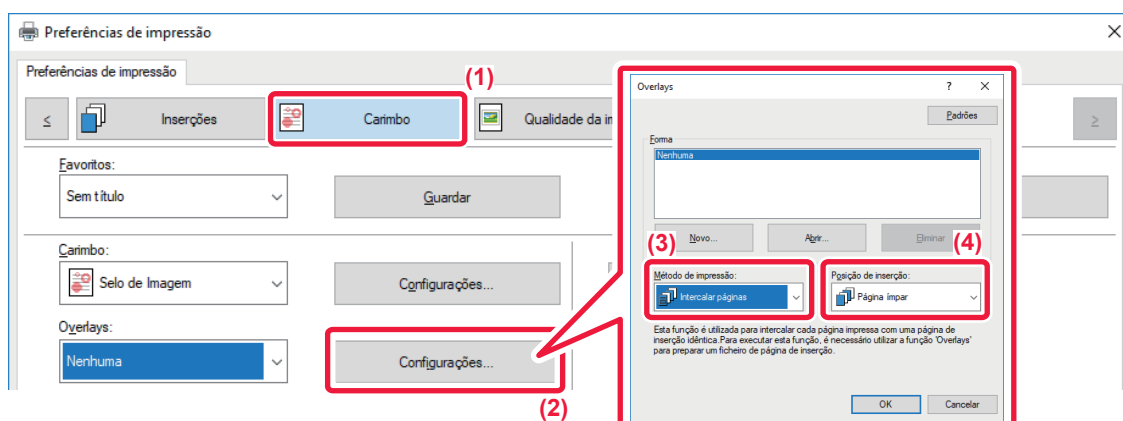 Preferências de impressão
Preferências de impressão
(1)
<
Inserções
Carimbo
Qualidade da
>
Favoritos:
Sem título
Guardar
Carimbo:
Selo de Imagem
Configurações...
Overlays:
Nenhuma
Configurações...
(2)
Overlays
?
Padrões
Forma
Nenhuma
Novo...
Abrir...
Eliminar
(3)
(4)
Método de impressão:
Posição de inserção:
Intercalar páginas
Página ímpar
Esta função é utilizada para intercalar cada página impressa com uma página de
inserção idêntica.Para executar esta função, é necessário utilizar a função 'Overlays'
para preparar um ficheiro de página de inserção.
OK
Cancelar